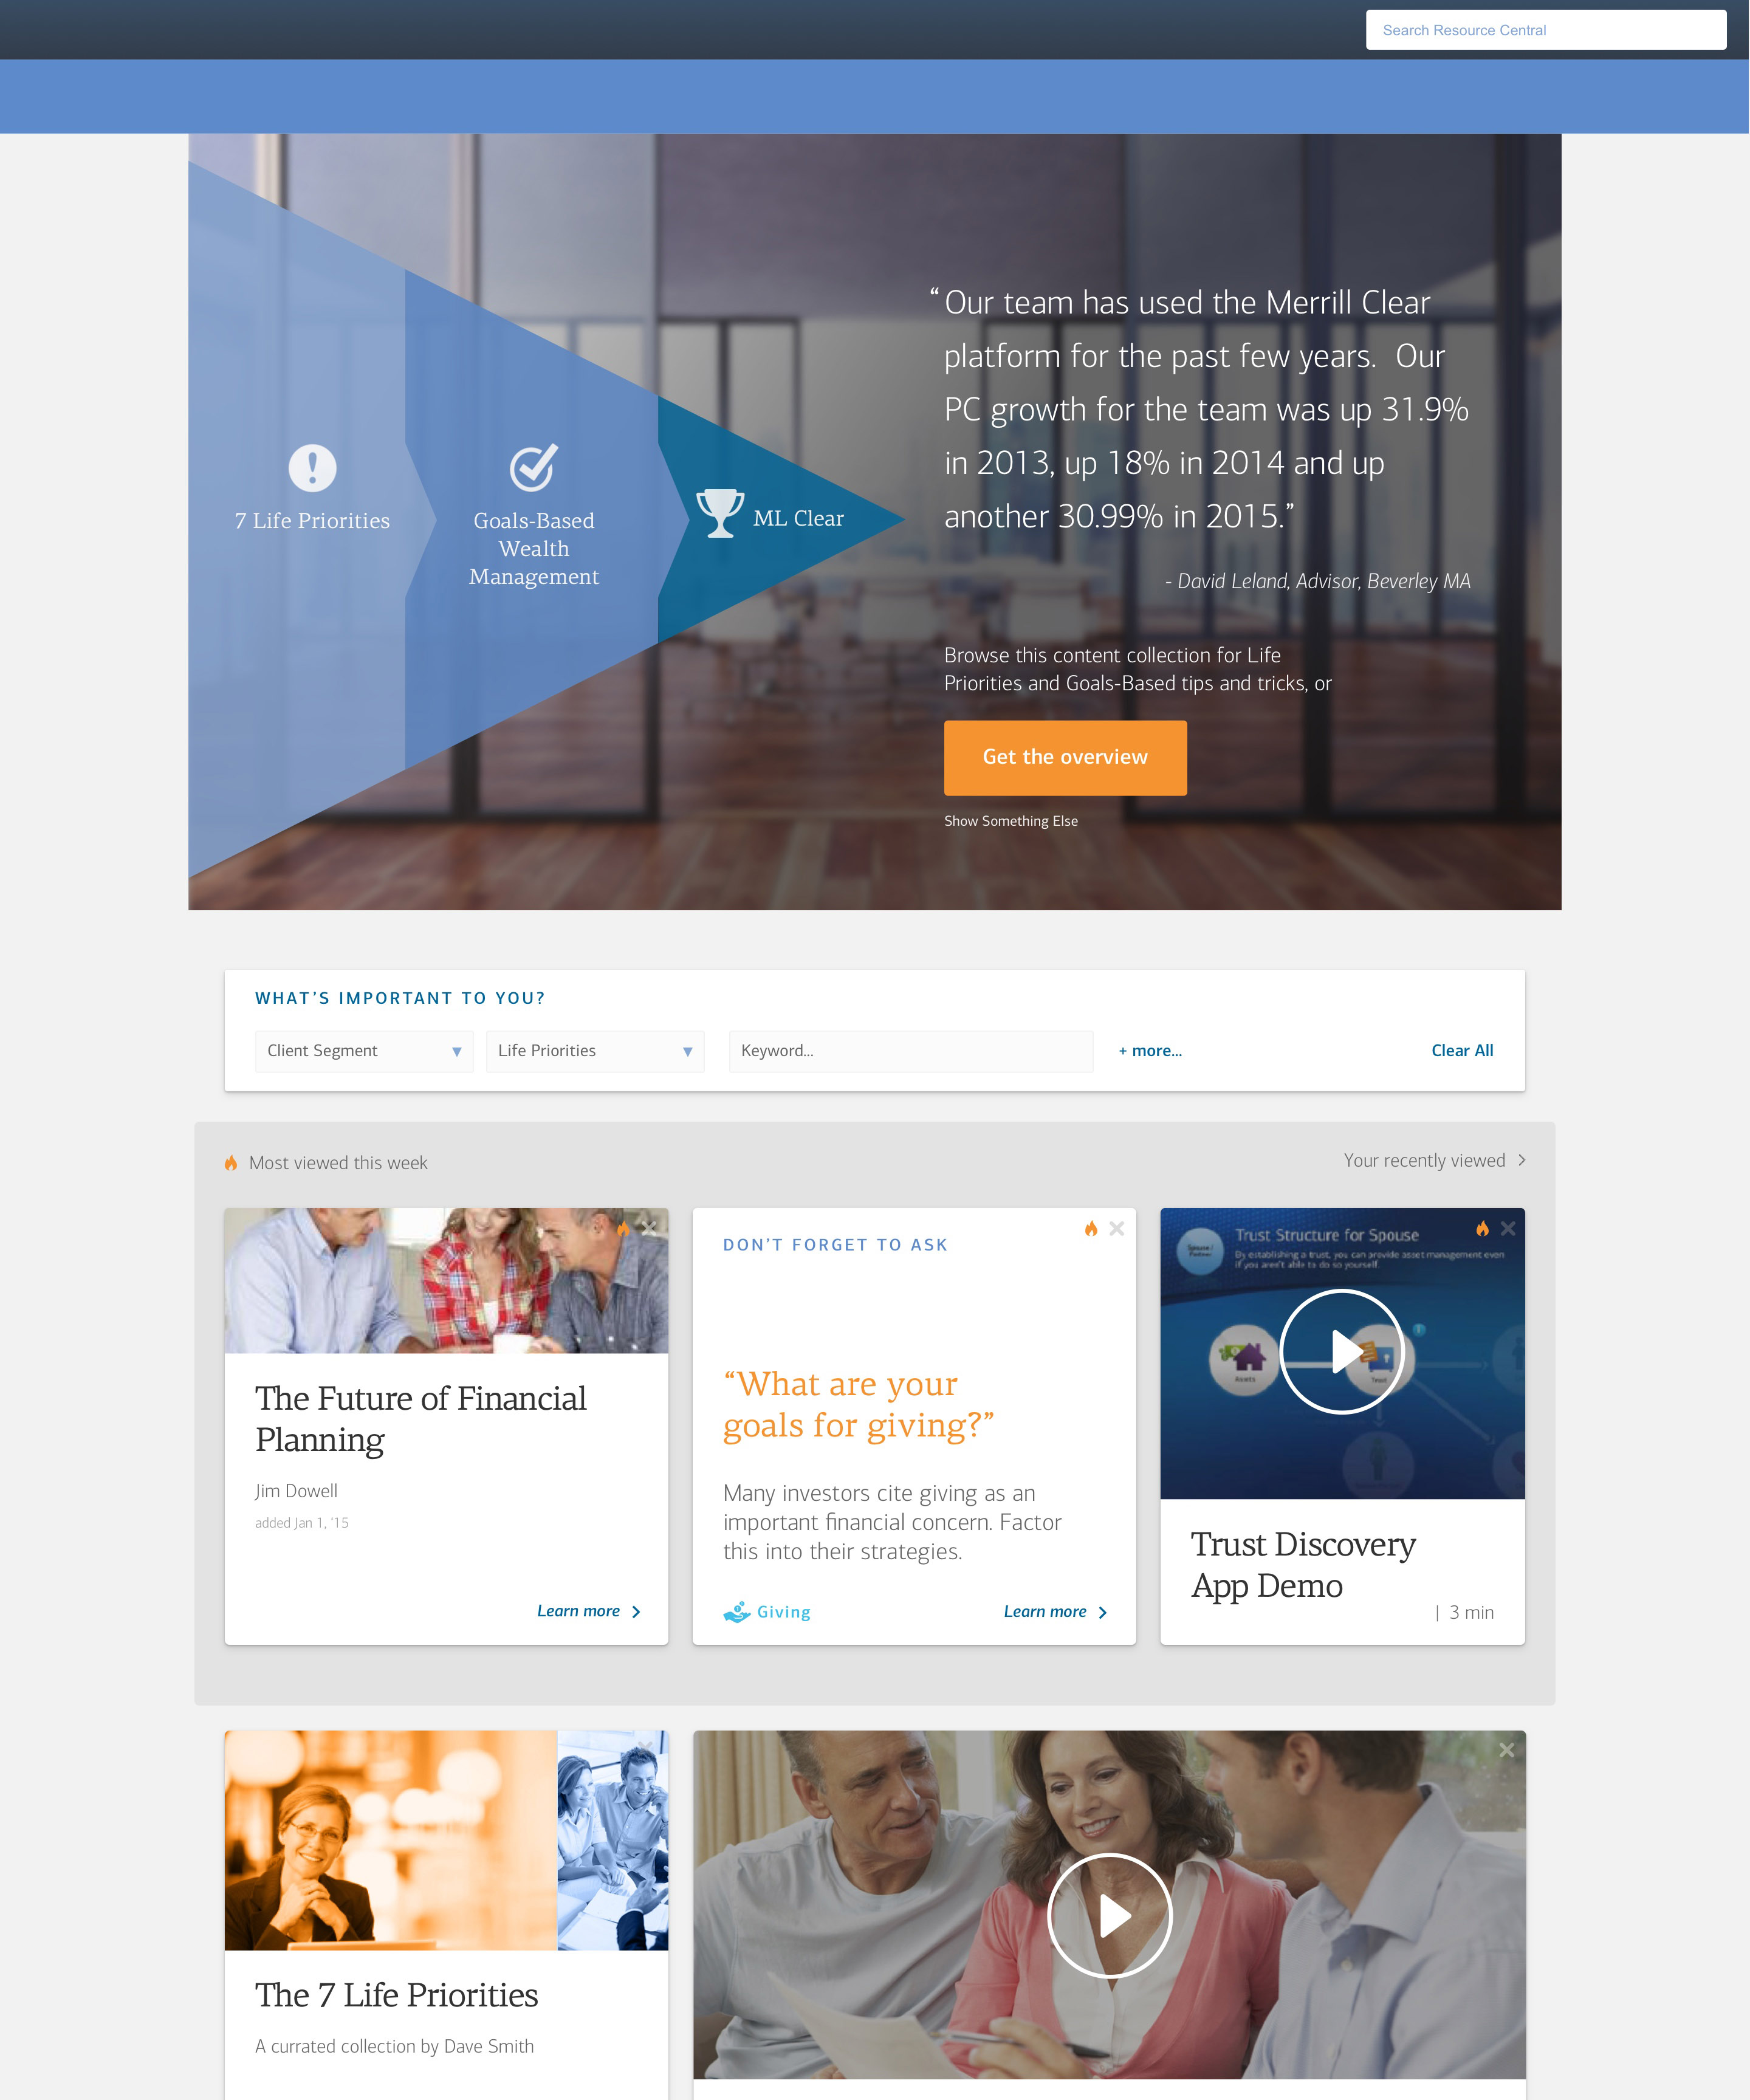 Search Resource Central
“Our team has used the Merrill Clear
platform for the past few years. Our
PC growth for the team was up 31.9%
in 2013, up 18% in 2014 and up
another 30.99% in 2015.”
- David Leland, Advisor, Beverley MA
7 Life Priorities
Goals-Based
Wealth
Management
ML Clear
Browse this content collection for Life
Priorities and Goals-Based tips and tricks, or
Get the overview
Show Something Else
WHAT’S IMPORTANT TO YOU?
Client Segment
Life Priorities
Keyword...
+ more...
Clear All
Most viewed this week
Your recently viewed
The Future of Financial
Planning
Jim Dowell
added Jan 1, ’15
Learn more
DON’T FORGET TO ASK
“What are your
goals for giving?”
Many investors cite giving as an
important financial concern. Factor
this into their strategies.
Giving
Learn more
Trust Structure for Spouse
By establishing a trust, you can provide asset management even
if you aren't able to do so yourself.
Spouse/
Partner
Assets
Trust
Trust Discovery
App Demo
| 3 min
The 7 Life Priorities
A currated collection by Dave Smith